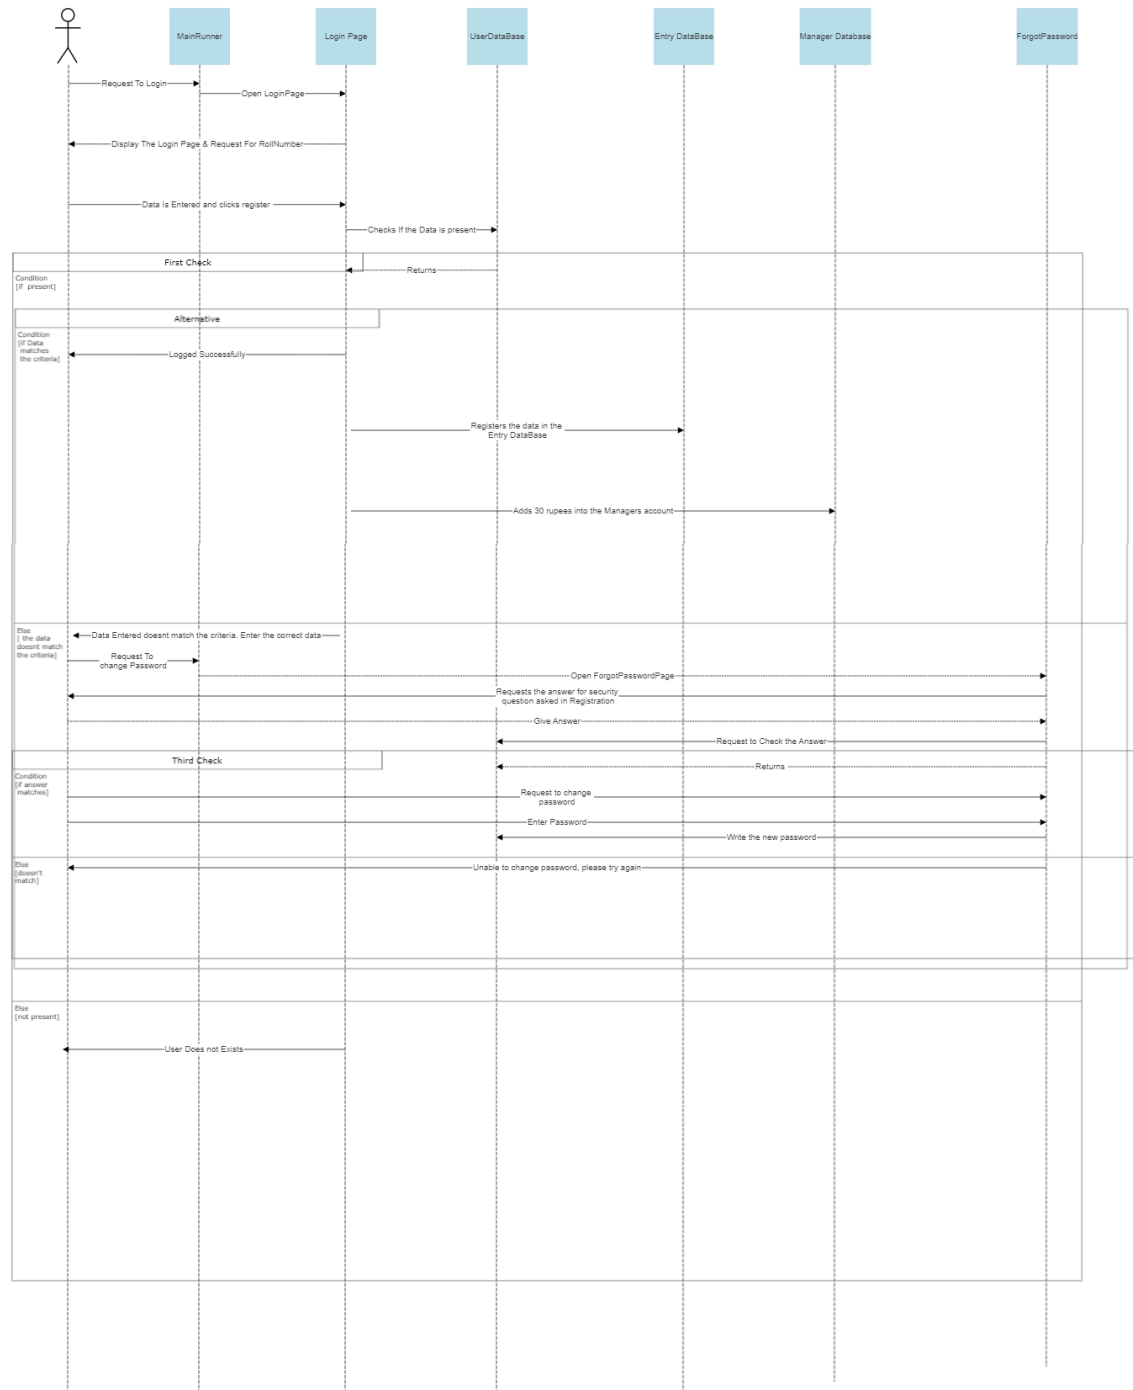 MainRunner
Login Page
UserDataBase
Entry DataBase
Manager Database
ForgotPassword
Request To Login
Open LoginPage
Display The Login Page & Request For RollNumber
Data Is Entered and clicks register
Checks If the Data is present
First Check
Returns
Condition
[if present]
Alternative
Condition
[if Data
matches
the criteria]
Logged Successfully
Registers the data in the
Entry DataBase
Adds 30 rupees into the Managers account
Else
[ the data
doesnt match
the criteria]
Data Entered doesnt match the criteria. Enter the correct data
Request To
change Password
Open ForgotPasswordPage
Requests the answer for security
question asked in Registration
Give Answer
Request to Check the Answer
Third Check
Returns
Condition
[if answer
matches]
Request to change
password
Enter Password
Write the new password
Else
[doesn't
match]
Unable to change password, please try again
Else
[not present]
User Does not Exists